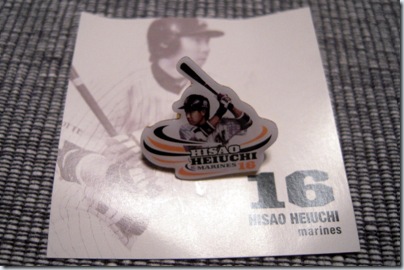 HISAO
HEIUCHI
MARINES 16
16
HISAO HEIUCHI
marines